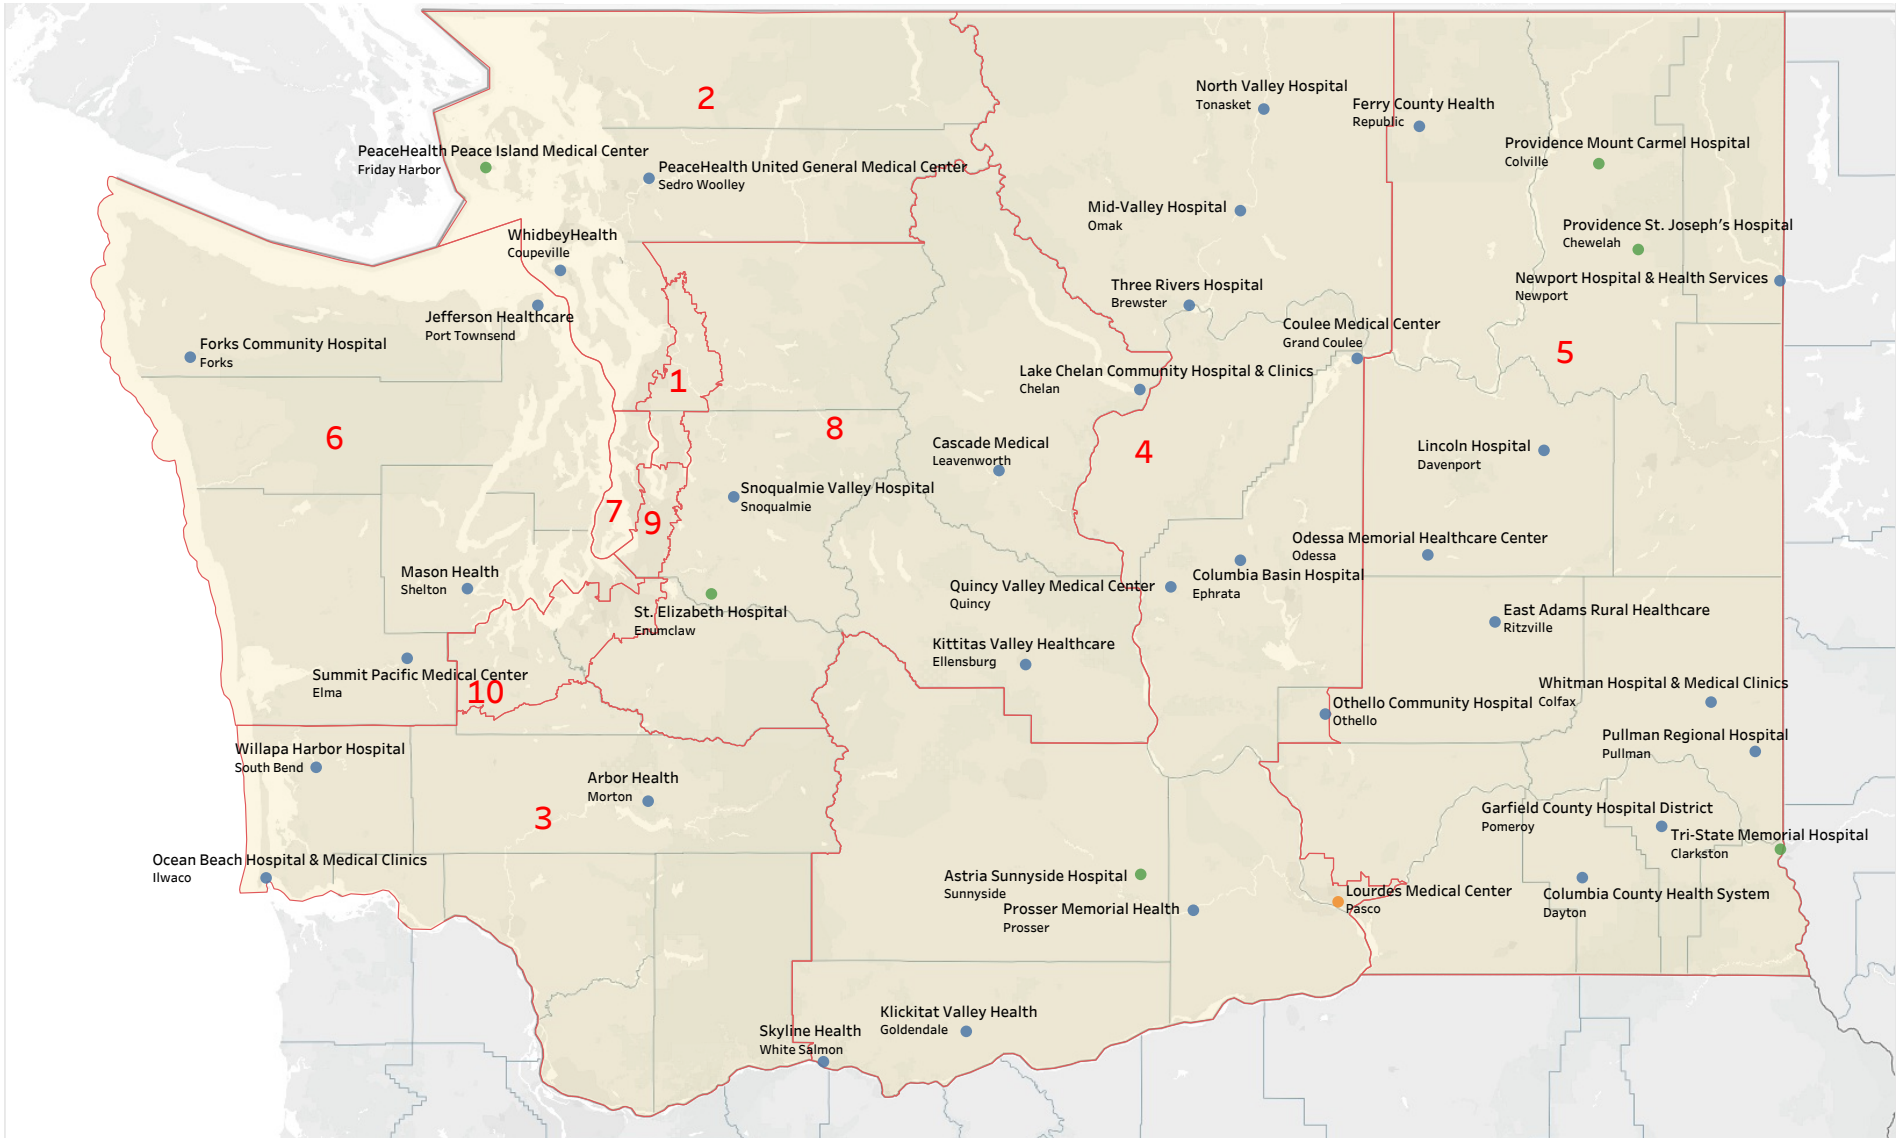 2
North Valley Hospital
Tonasket
Ferry County Health
Republic
Providence Mount Carmel Hospital
Colville
PeaceHealth Peace Island Medical Center
Friday Harbor
PeaceHealth United General Medical Center
Sedro Woolley
Mid-Valley Hospital
Omak
Providence St. Joseph's Hospital
Chewelah
WhidbeyHealth
Coupeville
Newport Hospital & Health Services
Newport
Three Rivers Hospital
Brewster
Jefferson Healthcare
Port Townsend
Coulee Medical Center
Grand Coulee
Forks Community Hospital
Forks
5
1
Lake Chelan Community Hospital & Clinics
Chelan
6
8
Cascade Medical
Leavenworth
4
Lincoln Hospital
Davenport
Snoqualmie Valley Hospital
Snoqualmie
7
9
Odessa Memorial Healthcare Center
Odessa
Mason Health
Shelton
Quincy Valley Medical Center
Quincy
Columbia Basin Hospital
Ephrata
St. Elizabeth Hospital
Enumclaw
East Adams Rural Healthcare
Ritzville
Kittitas Valley Healthcare
Ellensburg
Summit Pacific Medical Center
Elma
10
Whitman Hospital & Medical Clinics
Colfax
Othello Community Hospital
Othello
Pullman Regional Hospital
Pullman
Willapa Harbor Hospital
South Bend
Arbor Health
Morton
3
Garfield County Hospital District
Pomeroy
Tri-State Memorial Hospital
Clarkston
Ocean Beach Hospital & Medical Clinics
Ilwaco
Astria Sunnyside Hospital
Sunnyside
Lourdes Medical Center
Pasco
Columbia County Health System
Dayton
Prosser Memorial Health
Prosser
Klickitat Valley Health
Goldendale
Skyline Health
White Salmon